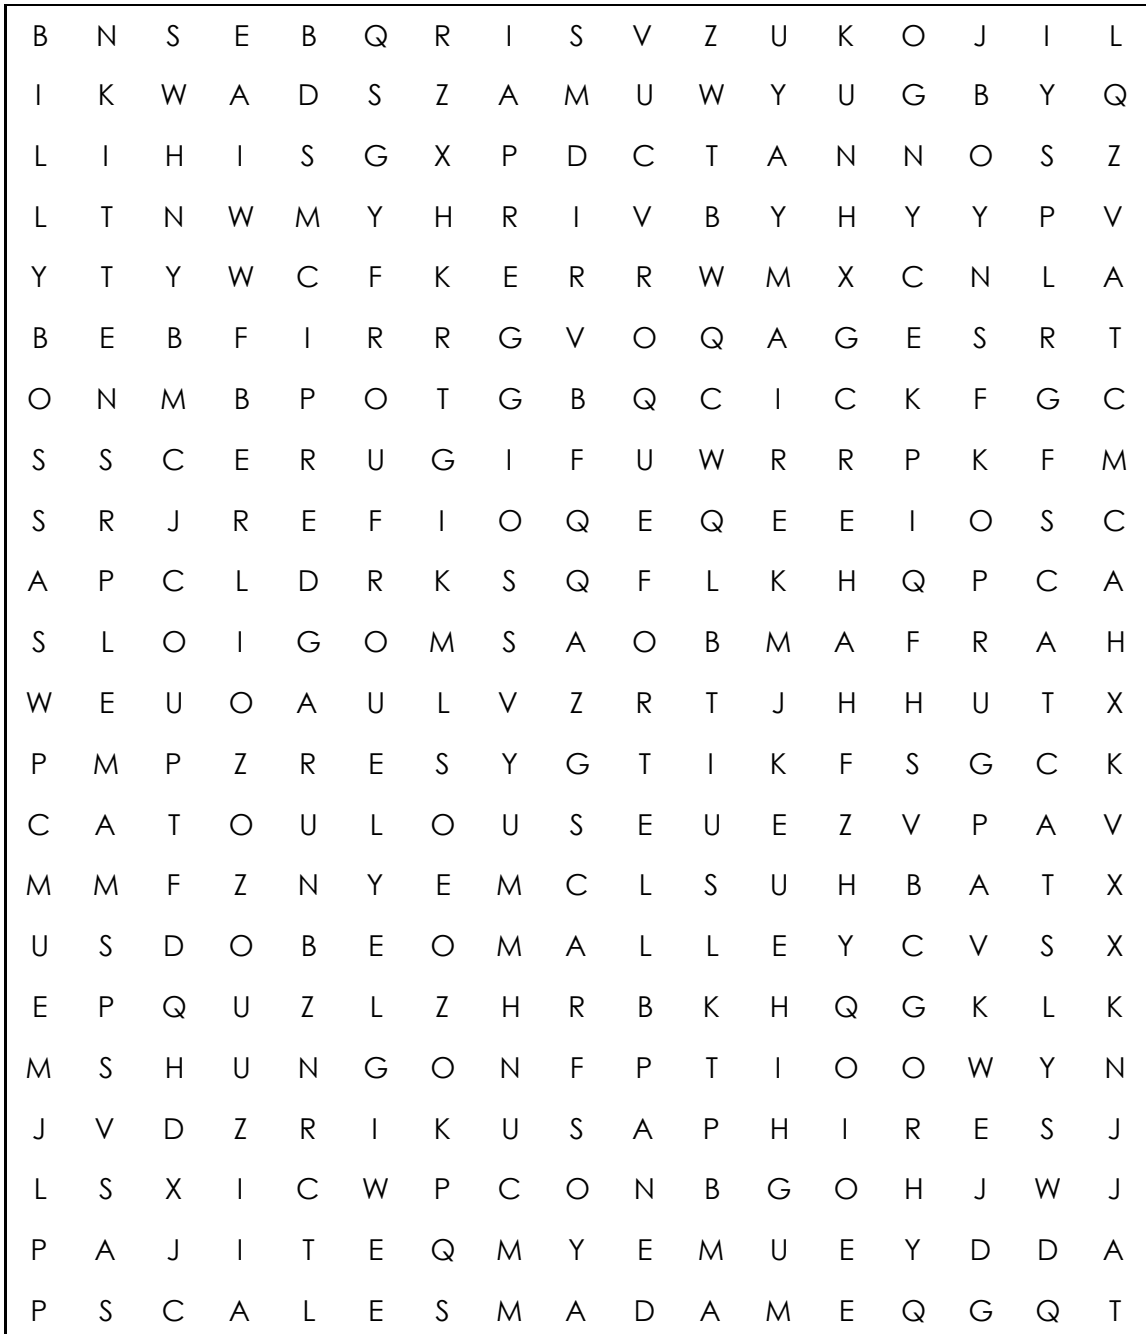 B N S E B Q R I S V Z U K O J I L
I K W A D S Z A M U W Y U G B Y Q
L I H I S G X P D C T A N N O S Z
L T N W M Y H R I V B Y H Y Y P V
Y T Y W C F K E R R W M X C N L A
B E B F I R R G V O Q A G E S R T
O N M B P O T G B Q C I C K F G C
S S C E R U G I F U W R R P K F M
S R J R E F I O Q E Q E E I O S C
A P C L D R K S Q F L K H Q P C A
S L O I G O M S A O B M A F R A H
W E U O A U L V Z R T J H H U T X
P M P Z R E S Y G T I K F S G C K
C A T O U L O U S E U E Z V P A V
M M F Z N Y E M C L S U H B A T X
U S D O B E O M A L L E Y C V S X
E P Q U Z L Z H R B K H Q G K L K
M S H U N G O N F P T I O O W Y N
J V D Z R I K U S A P H I R E S J
L S X I C W P C O N B G O H J W J
P A J I T E Q M Y E M U E Y D D A
P S C A L E S M A D A M E Q G Q T